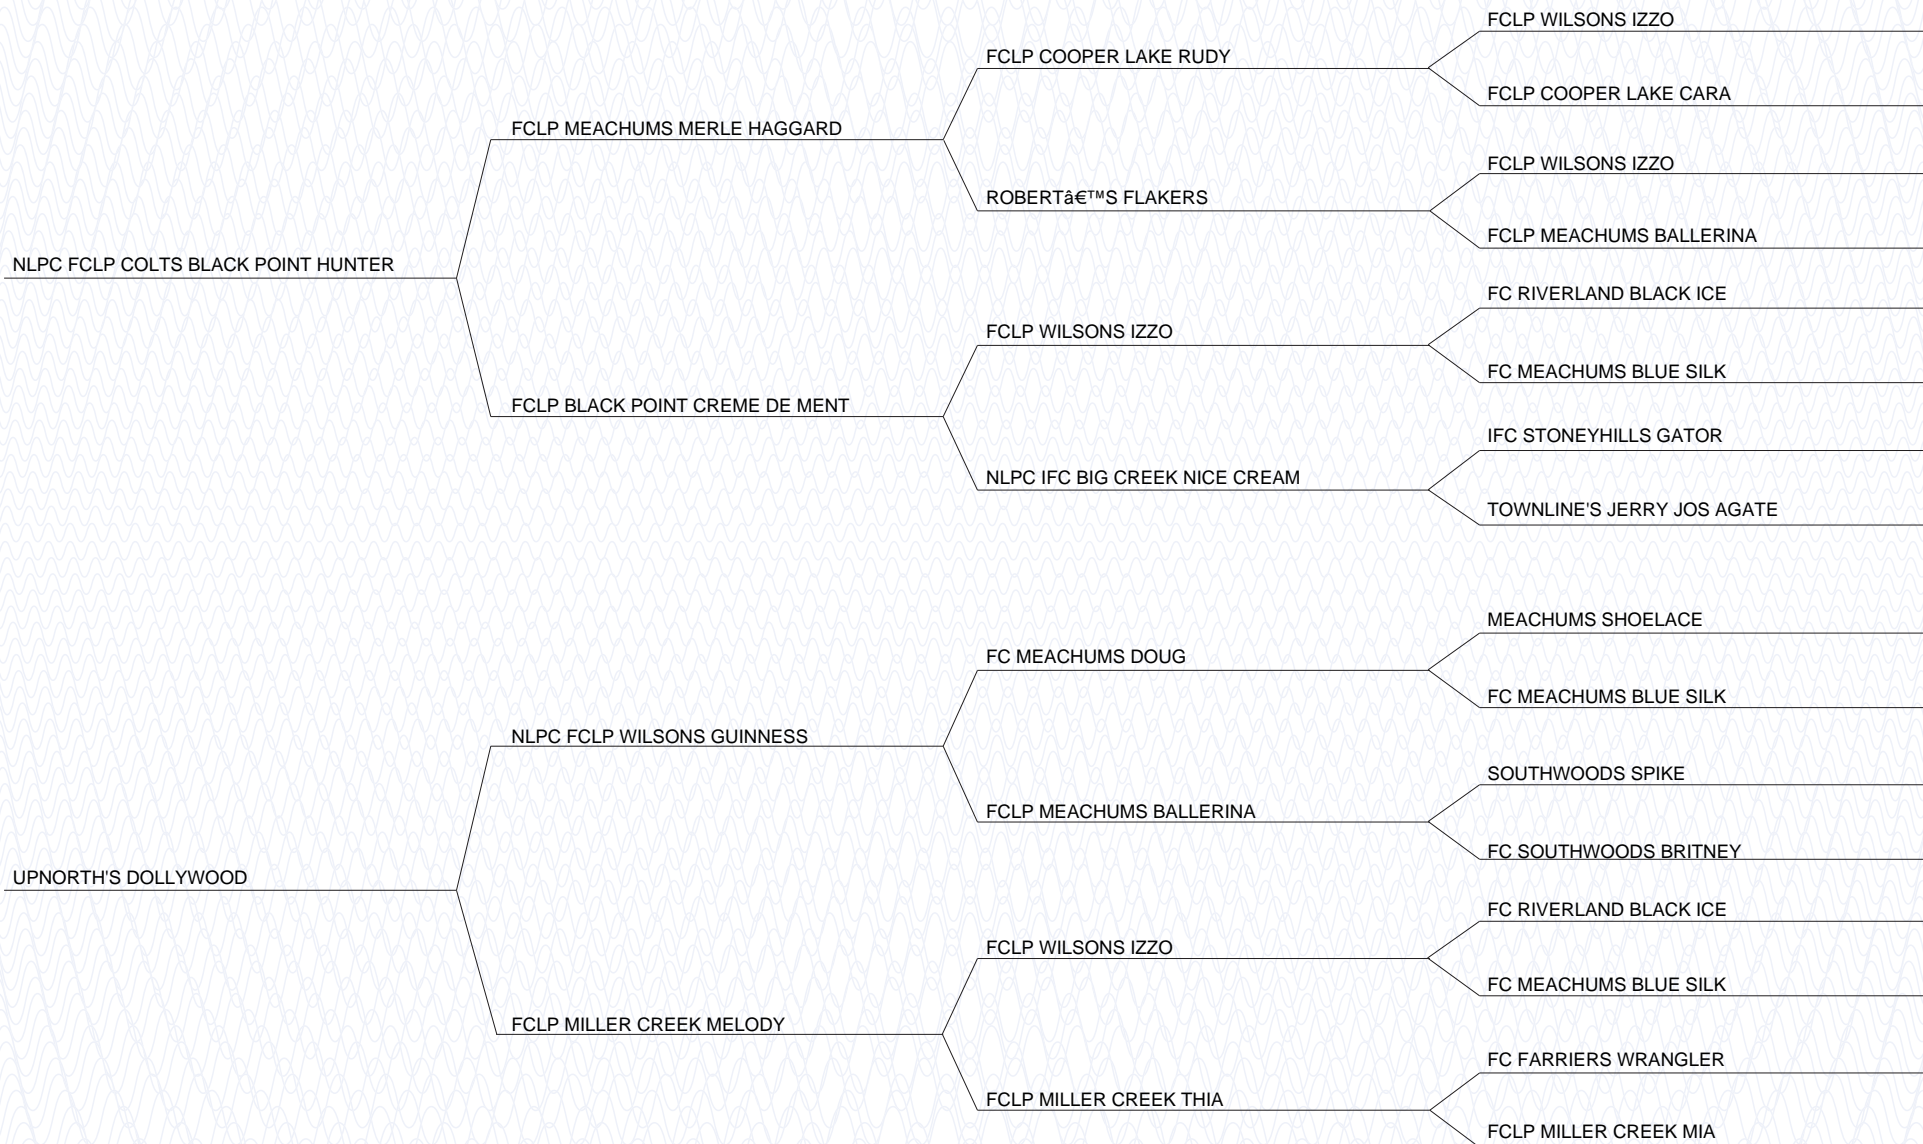 FCLP WILSONS IZZO
FCLP COOPER LAKE RUDY
FCLP COOPER LAKE CARA
FCLP MEACHUMS MERLE HAGGARD
FCLP WILSONS IZZO
ROBERTâ€™S FLAKERS
FCLP MEACHUMS BALLERINA
NLPC FCLP COLTS BLACK POINT HUNTER
FC RIVERLAND BLACK ICE
FCLP WILSONS IZZO
FC MEACHUMS BLUE SILK
FCLP BLACK POINT CREME DE MENT
IFC STONEYHILLS GATOR
NLPC IFC BIG CREEK NICE CREAM
TOWNLINE'S JERRY JOS AGATE
MEACHUMS SHOELACE
FC MEACHUMS DOUG
FC MEACHUMS BLUE SILK
NLPC FCLP WILSONS GUINNESS
SOUTHWOODS SPIKE
FCLP MEACHUMS BALLERINA
FC SOUTHWOODS BRITNEY
UPNORTH'S DOLLYWOOD
FC RIVERLAND BLACK ICE
FCLP WILSONS IZZO
FC MEACHUMS BLUE SILK
FCLP MILLER CREEK MELODY
FC FARRIERS WRANGLER
FCLP MILLER CREEK THIA
FCLP MILLER CREEK MIA